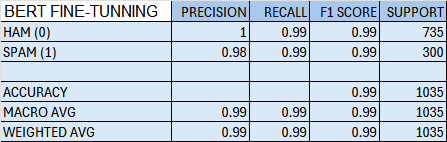 BERT FINE-TUNNING PRECISION RECALL F1 SCORE SUPPORT
HAM (0) 1 0.99 0.99 735
SPAM (1) 0.98 0.99 0.99 300
ACCURACY 0.99 1035
MACRO AVG 0.99 0.99 0.99 1035
WEIGHTED AVG 0.99 0.99 0.99 1035